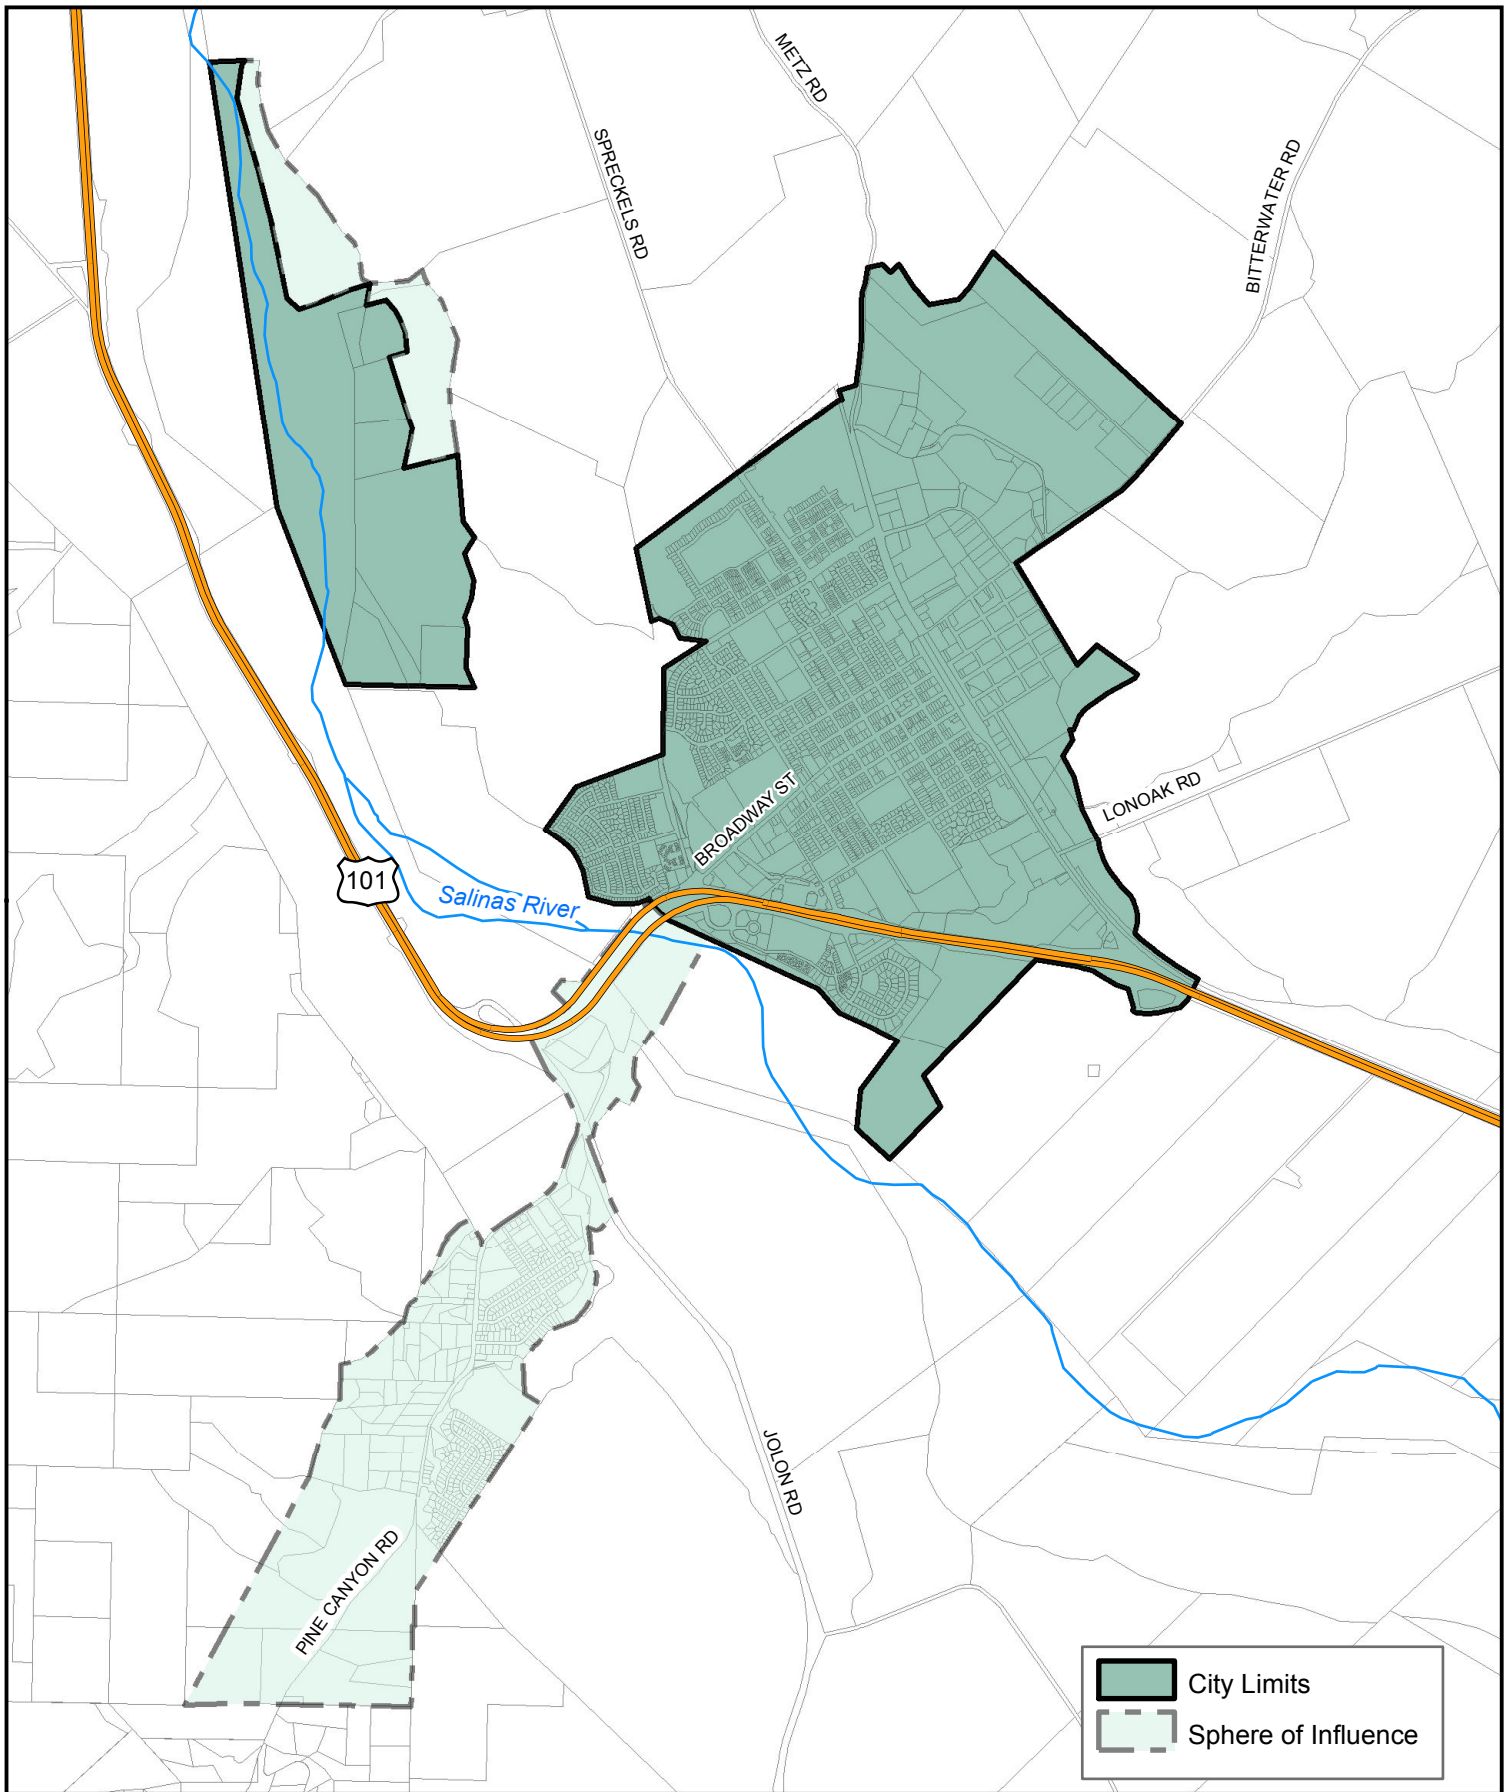 METZ RD
SPRECKELS RD
BITTERWATER RD
LONOAK RD
BROADWAY ST
101
Salinas River
JOLON RD
PINE CANYON RD
City Limits
Sphere of Influence